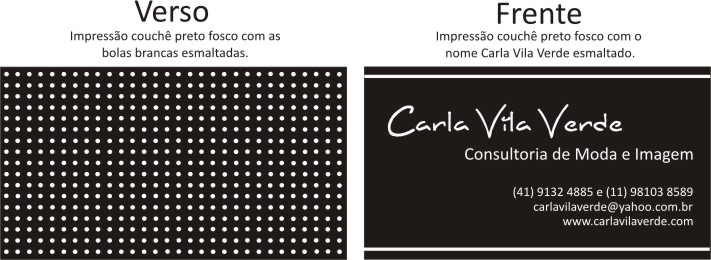 Verso
Impressão couchê preto fosco com as
bolas brancas esmaltadas.
Frente
Impressão couchê preto fosco com o
nome Carla Vila Verde esmaltado.
Carla Vila Verde
Consultoria de Moda e Imagem
(41) 9132 4885 e (11) 98103 8589
carlavilaverde@yahoo.com.br
www.carlavilaverde.com